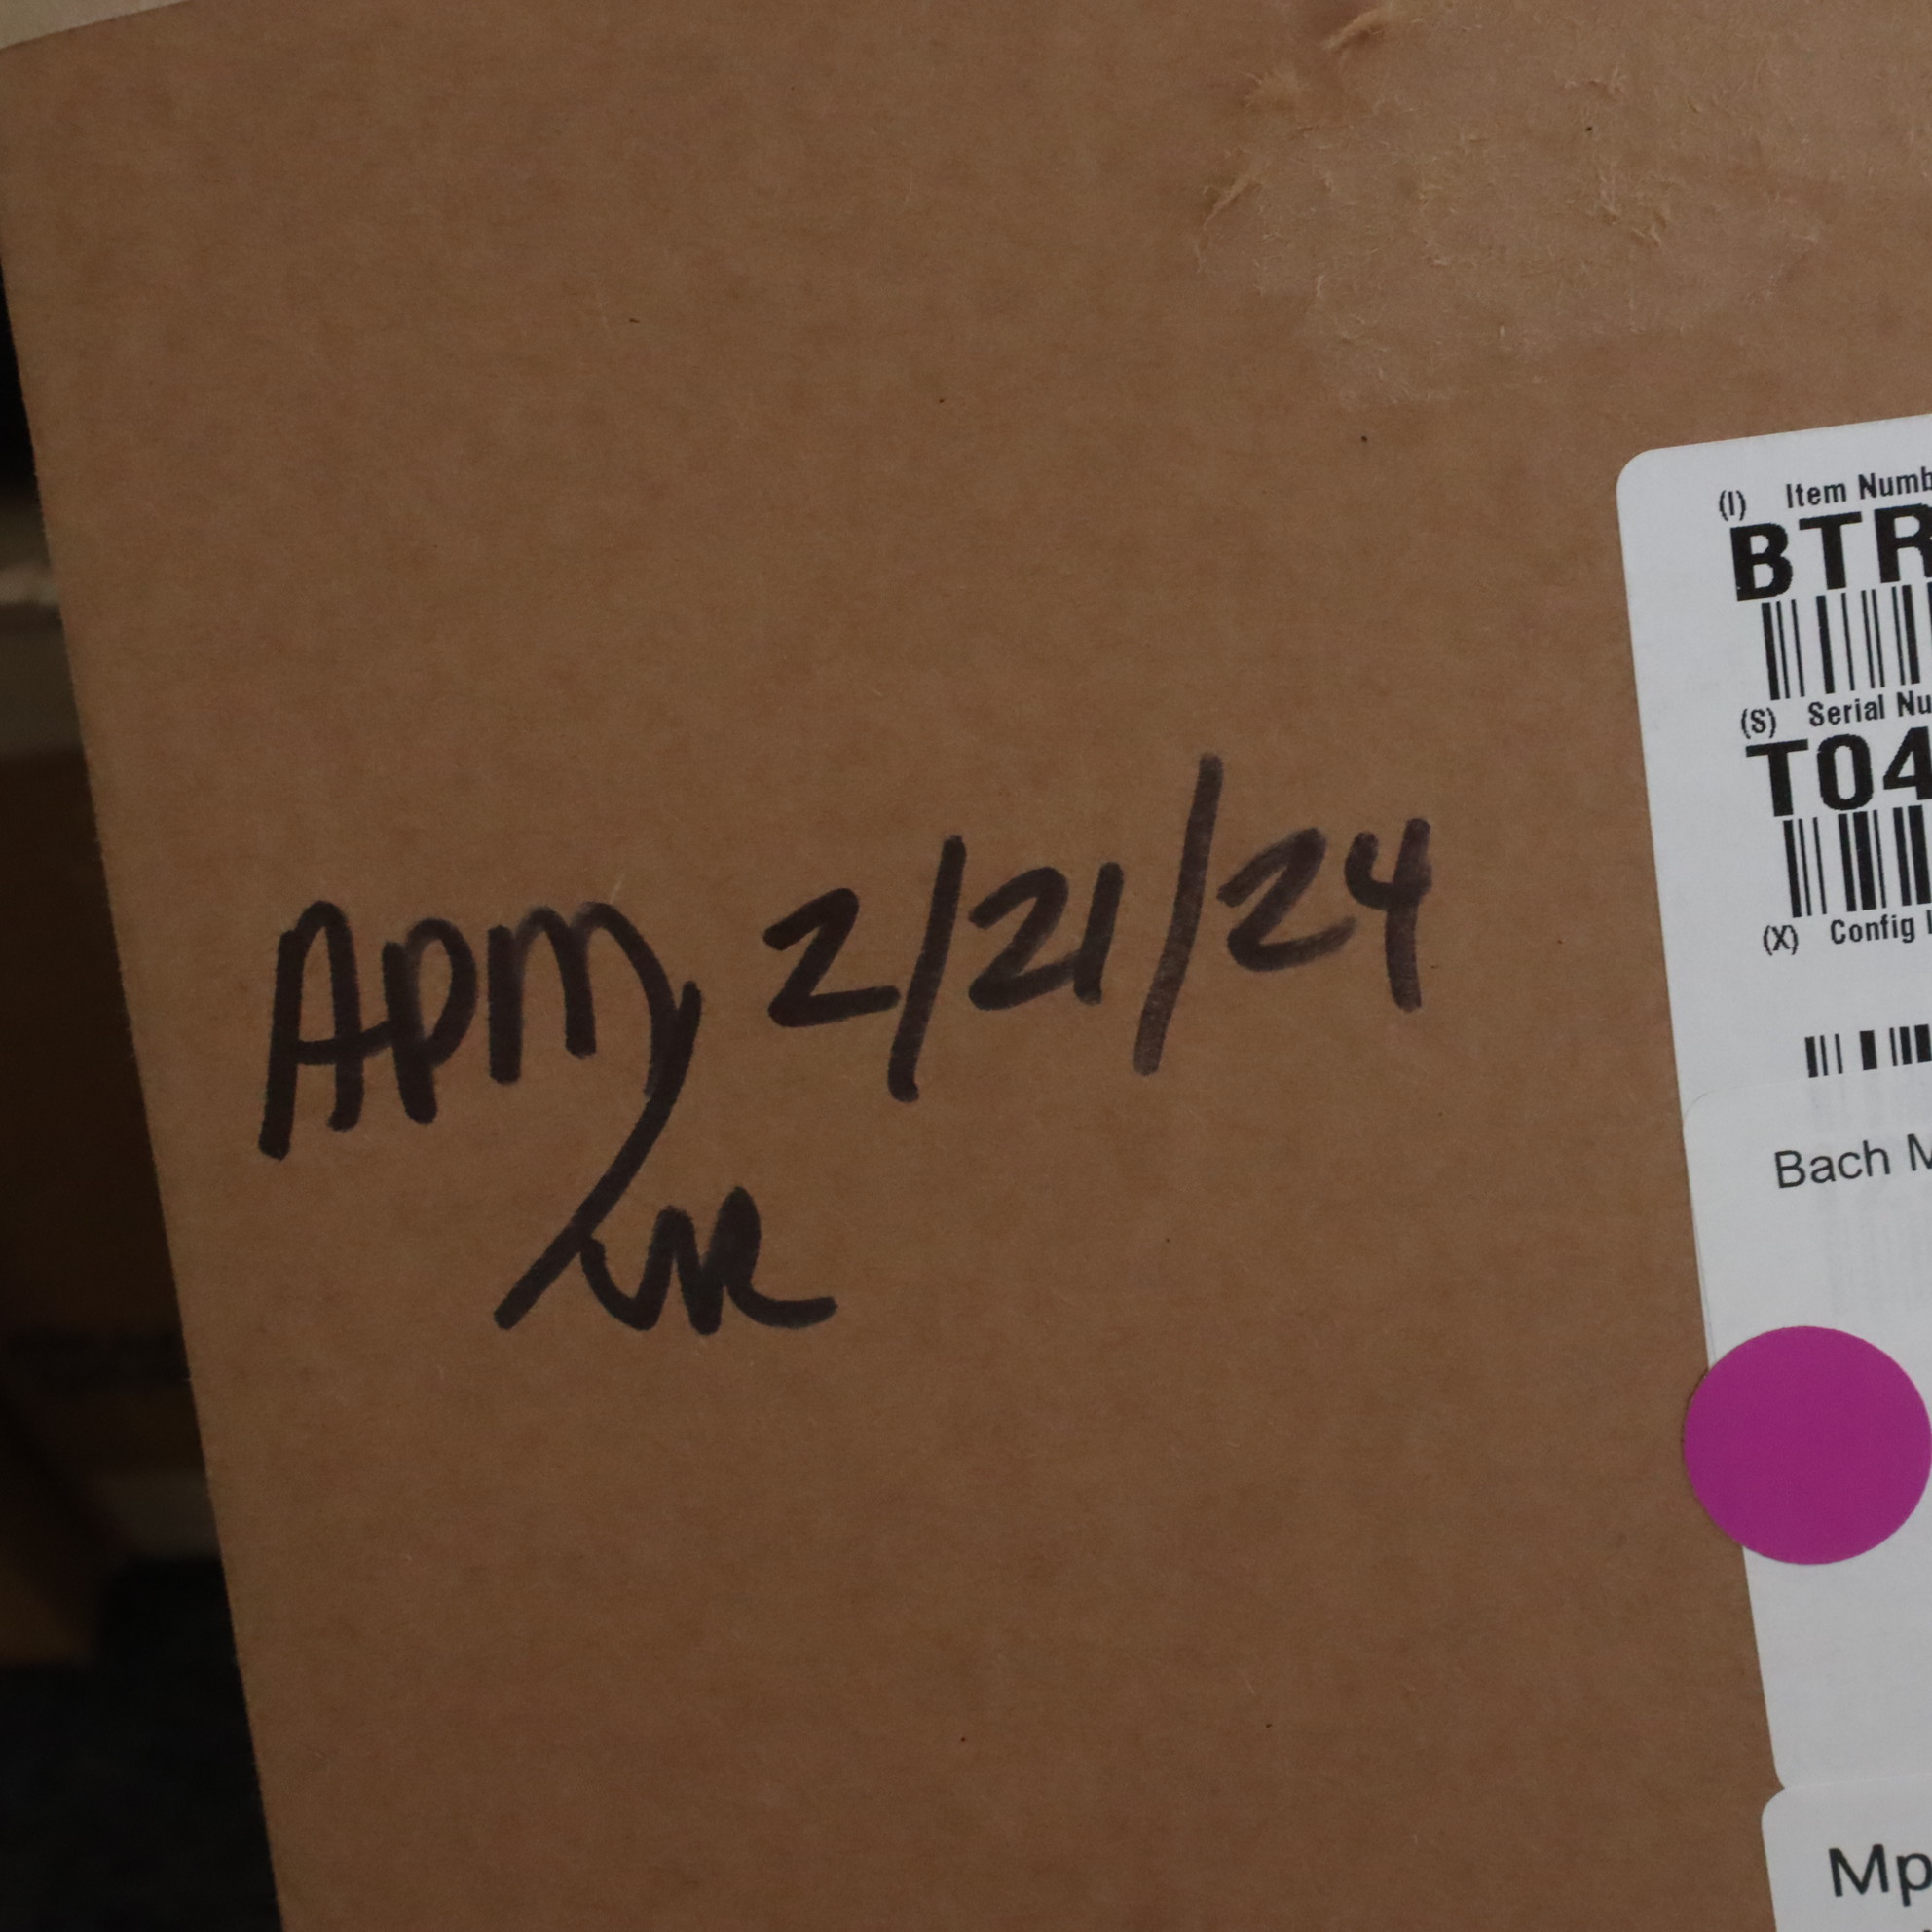 APM 2/21/24
(I) Item Numb
BTR
(S) Serial Nu
T04
(X) Config
Bach M
Mp